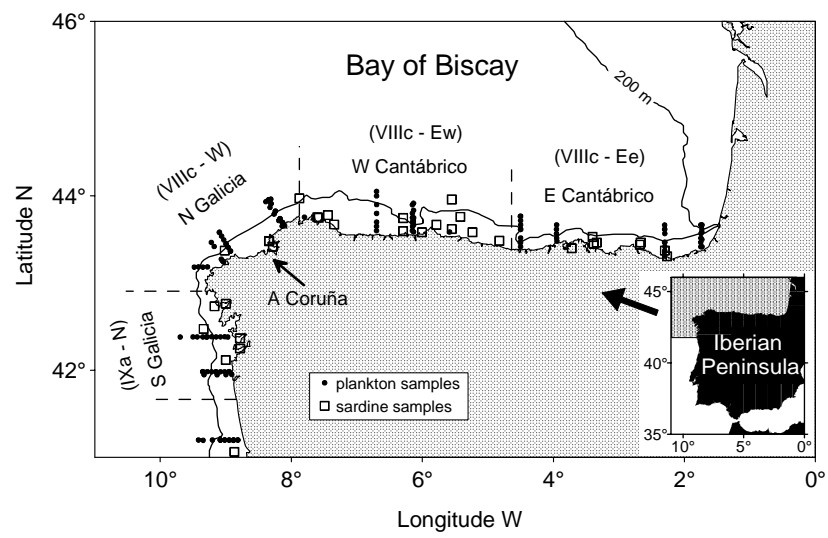 46°
44°
42°
Latitude N
Bay of Biscay
200 m
(VIIIc - W)
N Galicia
(VIIIc - Ew)
W Cantábrico
(VIIIc - Ee)
E Cantábrico
A Coruña
(IXa - N)
S Galicia
plankton samples
sardine samples
45°
40°
35°
Iberian
Peninsula
10°
5°
0°
10°
8°
6°
4°
2°
0°
Longitude W